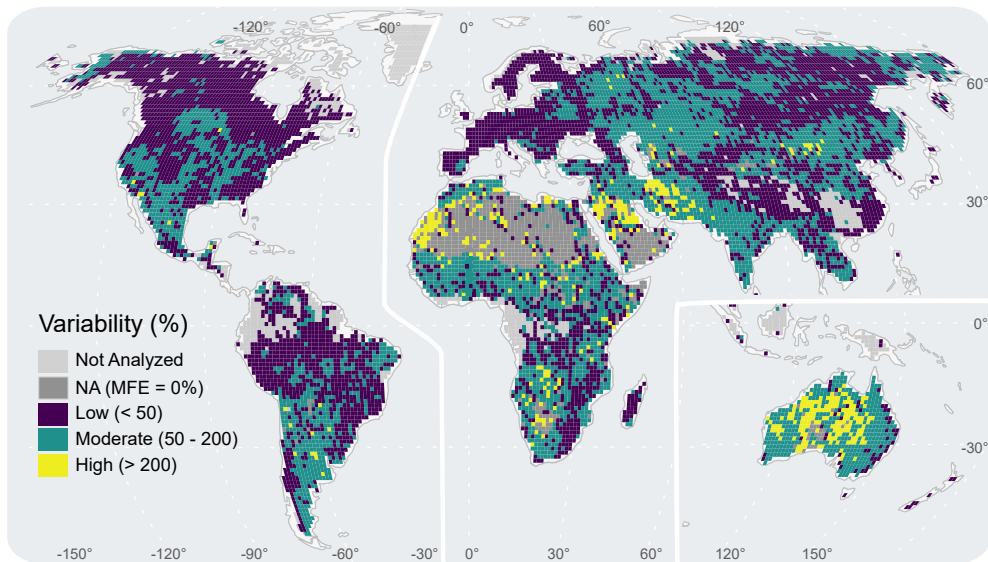 -120° -60° 0° 60° 120°
60°
30°
0°
-30°
Variability (%)
Not Analyzed
NA (MFE = 0%)
Low (< 50)
Moderate (50 - 200)
High (> 200)
-150° -120° -90° -60° -30° 0° 30° 60° 120° 150°